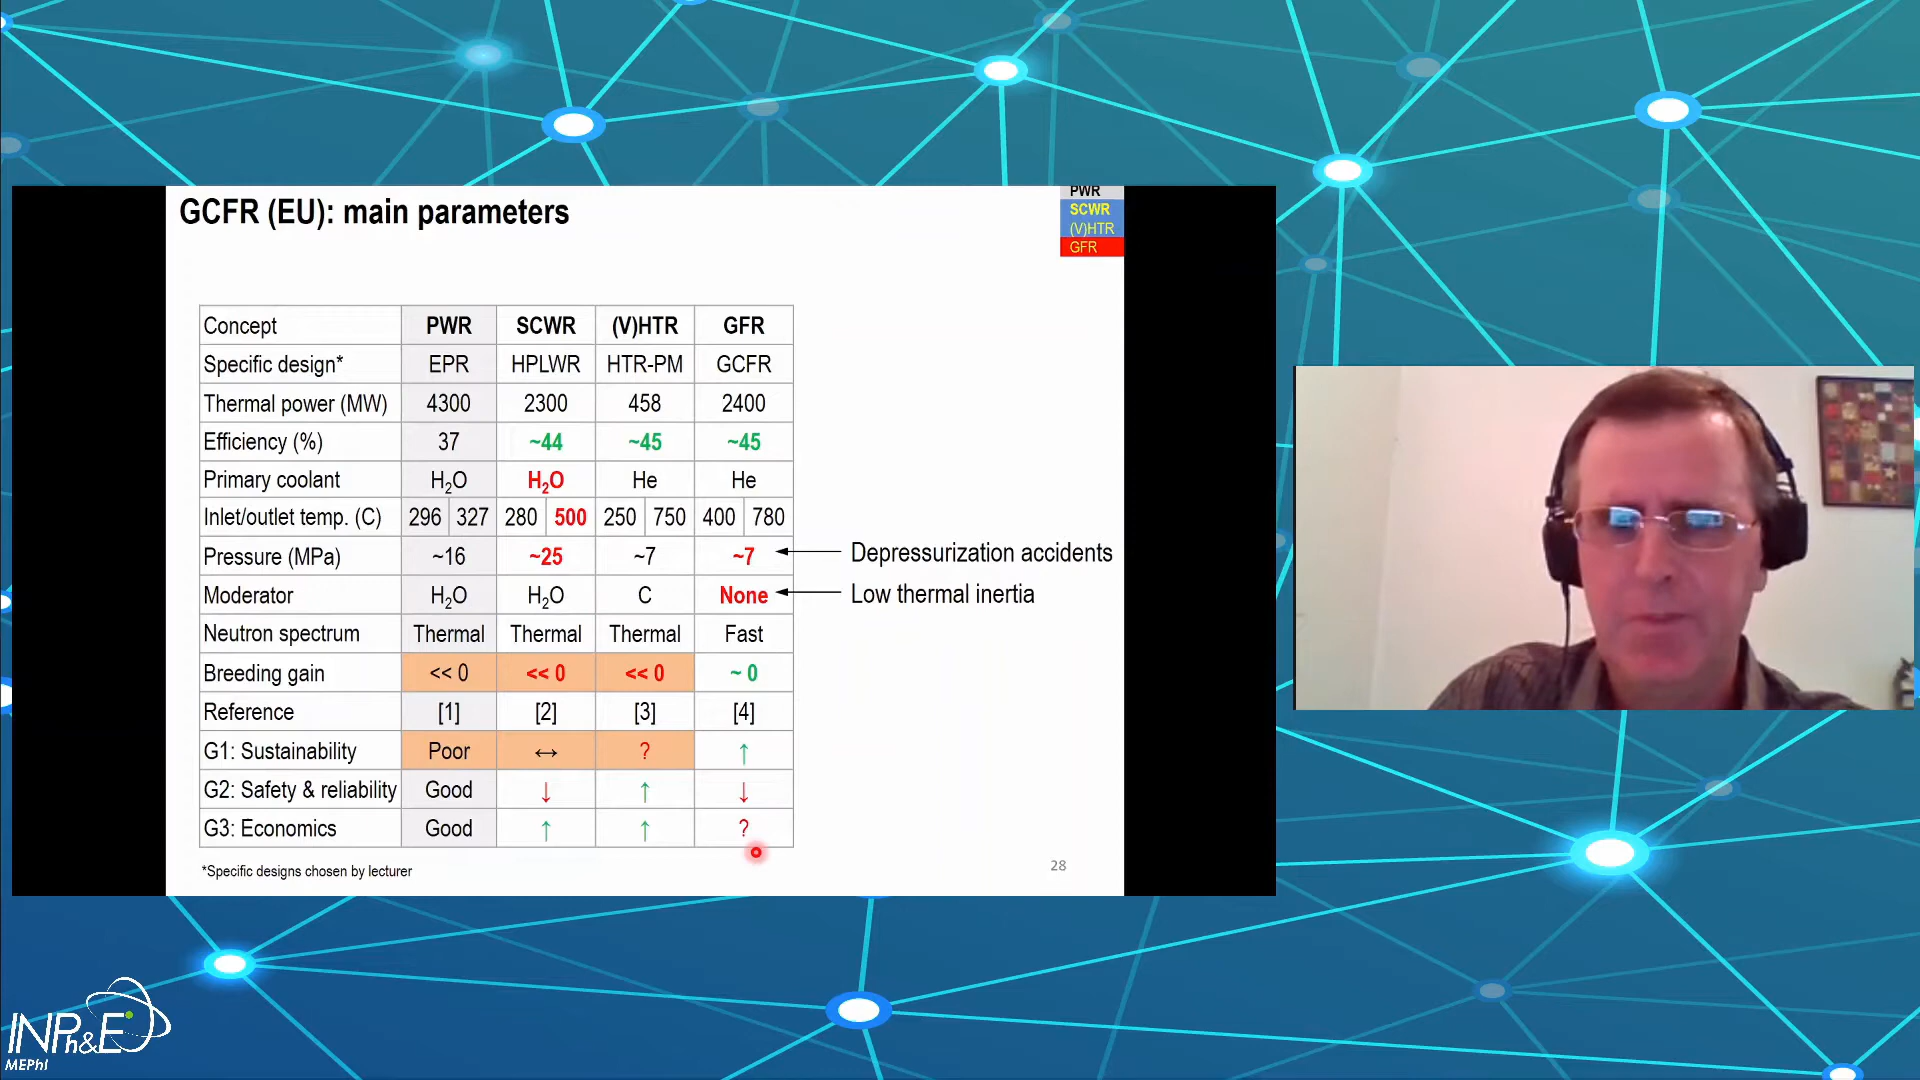 GCFR (EU): main parameters
PWR
SCWR
(V)HTR
GFR
Concept PWR SCWR (V)HTR GFR
Specific design* EPR HPLWR HTR-PM GCFR
Thermal power (MW) 4300 2300 458 2400
Efficiency (%) 37 ~44 ~45 ~45
Primary coolant H₂O H₂O He He
Inlet/outlet temp. (C) 296 327 280 500 250 750 400 780
Pressure (MPa) ~16 ~25 ~7 ~7 Depressurization accidents
Moderator H₂O H₂O C None Low thermal inertia
Neutron spectrum Thermal Thermal Thermal Fast
Breeding gain << 0 << 0 << 0 ~ 0
Reference [1] [2] [3] [4]
G1: Sustainability Poor ↔ ? ↑
G2: Safety & reliability Good ↓ ↑ ↓
G3: Economics Good ↑ ↑ ?
*Specific designs chosen by lecturer
28
INPh&E
MEPhI